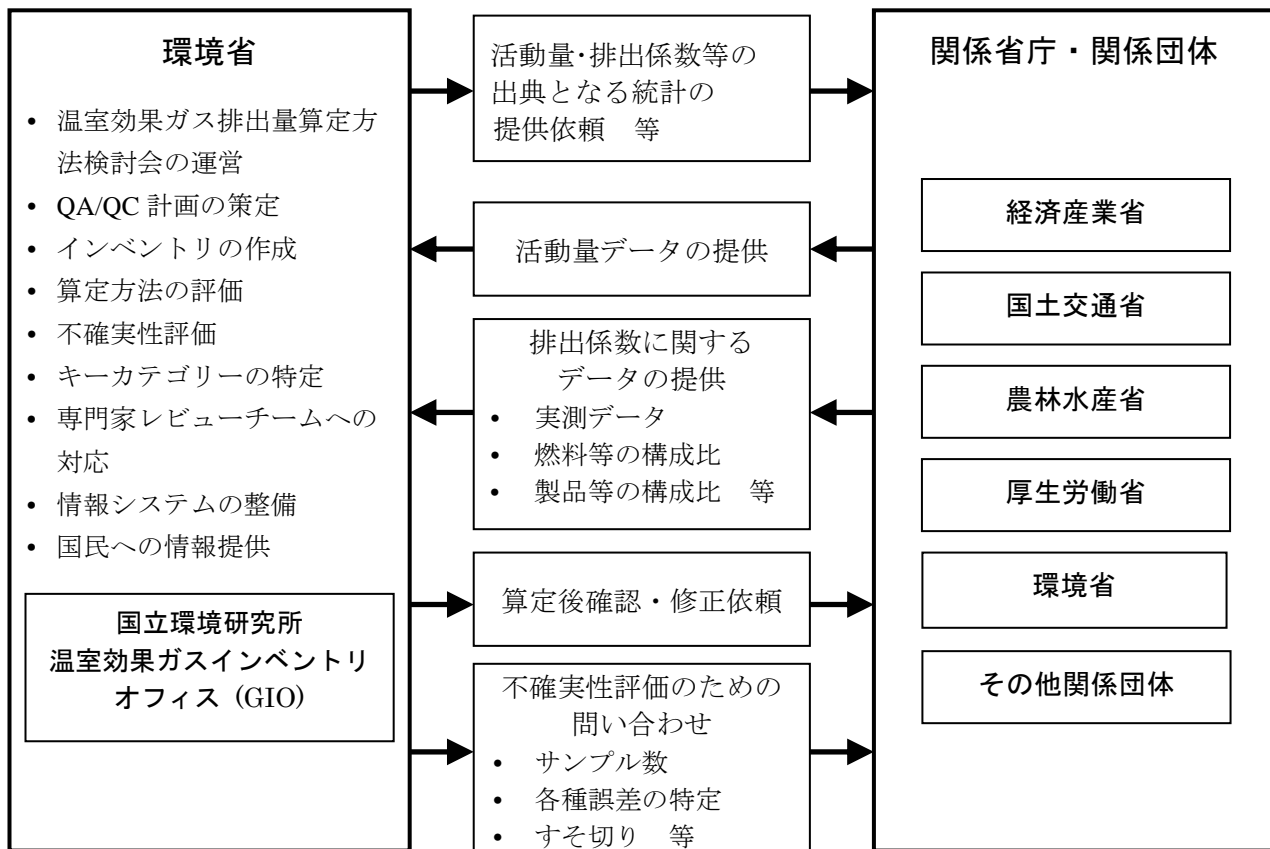 環境省
• 温室効果ガス排出量算定方
法検討会の運営
• QA/QC 計画の策定
• インベントリの作成
• 算定方法の評価
• 不確実性評価
• キーカテゴリーの特定
• 専門家レビューチームへの
対応
• 情報システムの整備
• 国民への情報提供
国立環境研究所
温室効果ガスインベントリ
オフィス (GIO)
活動量・排出係数等の
出典となる統計の
提供依頼　等
活動量データの提供
排出係数に関する
データの提供
• 実測データ
• 燃料等の構成比
• 製品等の構成比　等
算定後確認・修正依頼
不確実性評価のための
問い合わせ
• サンプル数
• 各種誤差の特定
• すそ切り　等
関係省庁・関係団体
経済産業省
国土交通省
農林水産省
厚生労働省
環境省
その他関係団体